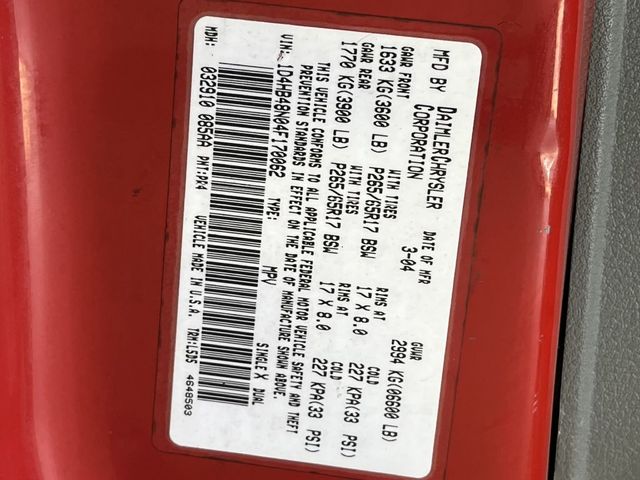 MFD BY DAIMLERCHRYSLER CORPORATION
DATE OF MFR 3-04
GVWR 2994 KG(06600 LB)
GAWR FRONT WITH TIRES RIMS AT COLD
1633 KG(3600 LB) P265/65R17 BSW 17 X 8.0 227 KPA(33 PSI)
GAWR REAR WITH TIRES RIMS AT COLD
1770 KG(3900 LB) P265/65R17 BSW 17 X 8.0 227 KPA(33 PSI)
THIS VEHICLE CONFORMS TO ALL APPLICABLE FEDERAL MOTOR VEHICLE SAFETY AND THEFT
PREVENTION STANDARDS IN EFFECT ON THE DATE OF MANUFACTURE SHOWN ABOVE.
VIN: 1D4HB48N04F170062 TYPE: MPV SINGLE X DUAL
MDH: 032910 085AA PNT:PR4 VEHICLE MADE IN U.S.A. TRM:LSD5 4648503